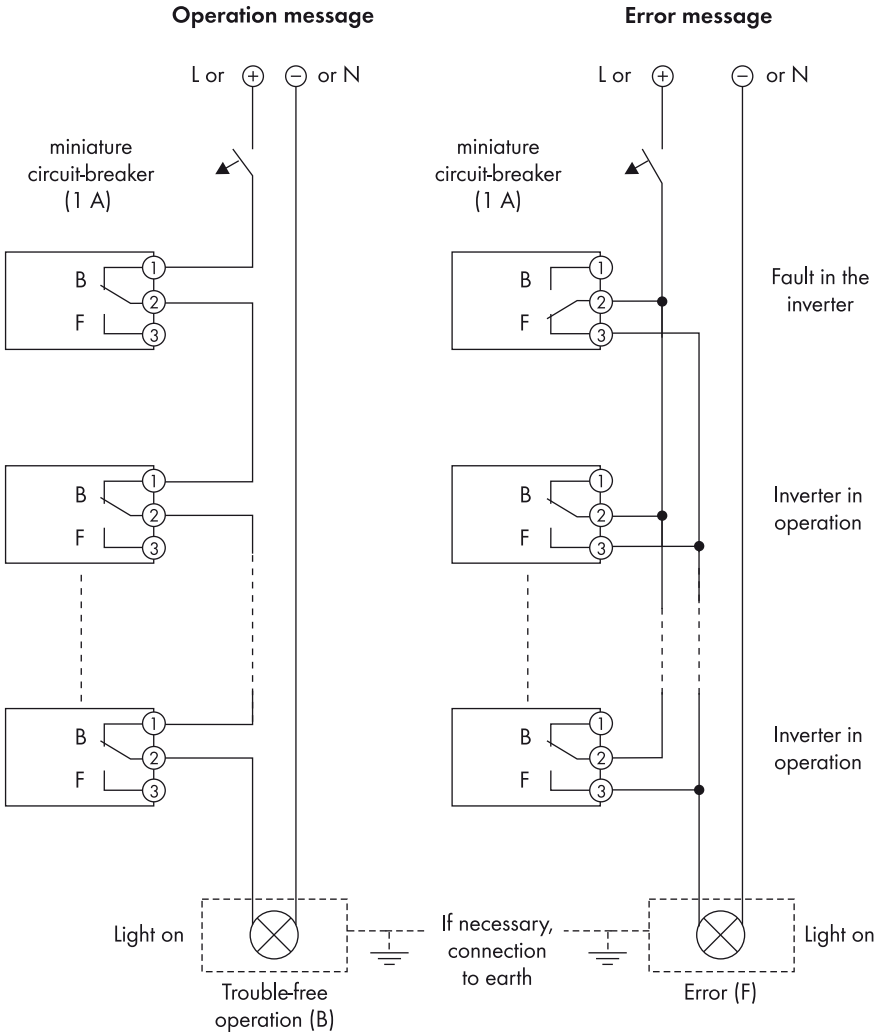 Operation message
Error message
L or + − or N
L or + − or N
miniature
circuit-breaker
(1 A)
miniature
circuit-breaker
(1 A)
B 1
2
F 3
B 1
2
F 3
Fault in the
inverter
B 1
2
F 3
B 1
2
F 3
Inverter in
operation
B 1
2
F 3
B 1
2
F 3
Inverter in
operation
Light on
If necessary,
connection
to earth
Light on
Trouble-free
operation (B)
Error (F)